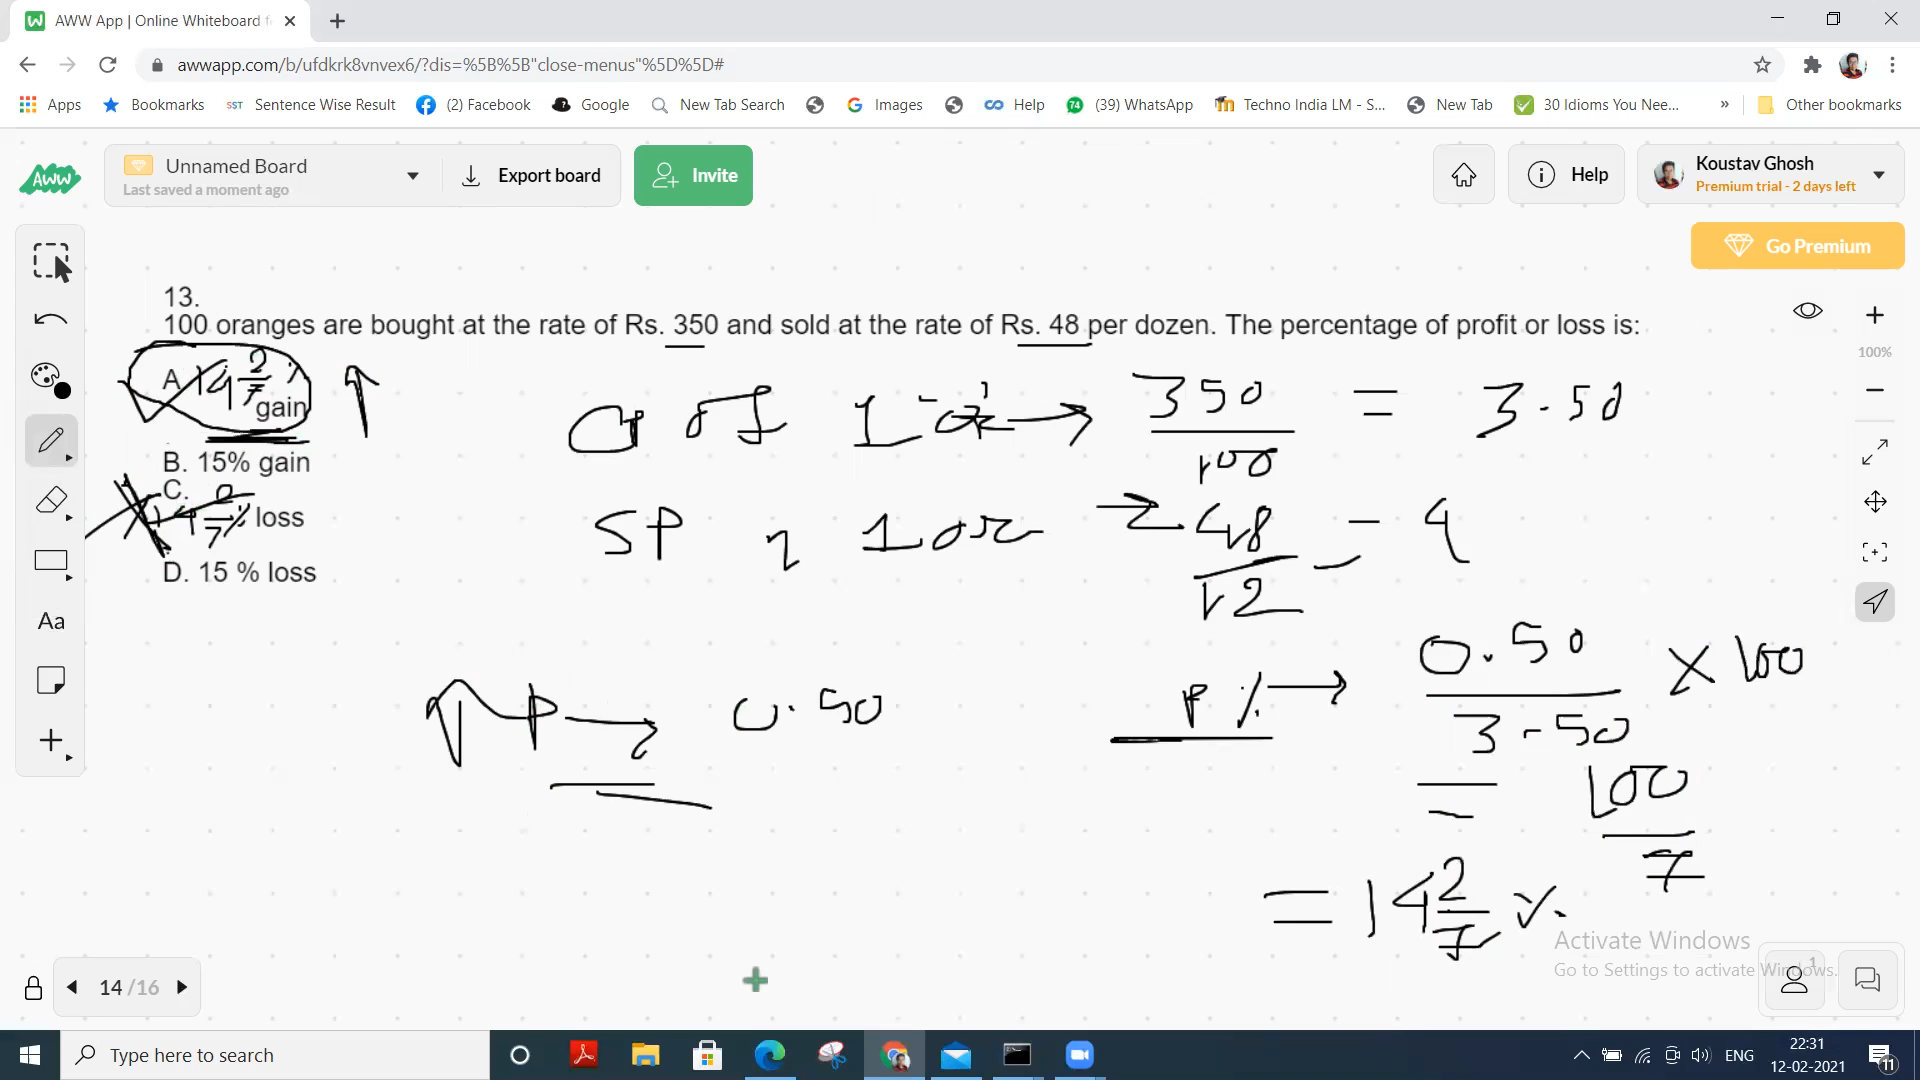 AWW App | Online Whiteboard f
awwapp.com/b/ufdkrk8vnvex6/?dis=%5B%5B"close-menus"%5D%5D#
Apps Bookmarks SST Sentence Wise Result (2) Facebook Google New Tab Search Images Help 74 (39) WhatsApp Techno India LM - S... New Tab 30 Idioms You Nee... » Other bookmarks
AWW Unnamed Board Export board Invite Help Koustav Ghosh
Last saved a moment ago Premium trial - 2 days left
Go Premium
13.
100 oranges are bought at the rate of Rs. 350 and sold at the rate of Rs. 48 per dozen. The percentage of profit or loss is:
100%
A 14 2/7 %
gain
B. 15% gain
C.
14 2/7 % loss
D. 15 % loss
1 350/100 = 3.50
SP 1 or → 48/12 - 4
P → 0.50 P % → 0.50/3.50 X 100
= 100/7
= 14 2/7 %
Aa
Activate Windows
Go to Settings to activate Windows.
1
14 /16
Type here to search
ENG
22:31
12-02-2021
11